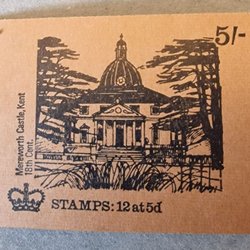 5/-
Mereworth Castle, Kent
18th Cent.
STAMPS: 12 at 5d